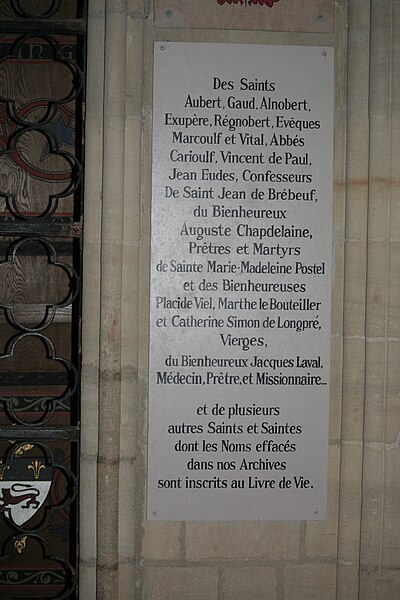 Des Saints
Aubert, Gaud, Alnobert,
Exupère, Régnobert, Evêques
Marcoulf et Vital, Abbés
Carioulf, Vincent de Paul,
Jean Eudes, Confesseurs
De Saint Jean de Brébeuf,
du Bienheureux
Auguste Chapdelaine,
Prêtres et Martyrs
de Sainte Marie-Madeleine Postel
et des Bienheureuses
Placide Viel, Marthe le Bouteiller
et Catherine Simon de Longpré,
Vierges,
du Bienheureux Jacques Laval,
Médecin, Prêtre, et Missionnaire...
et de plusieurs
autres Saints et Saintes
dont les Noms effacés
dans nos Archives
sont inscrits au Livre de Vie.